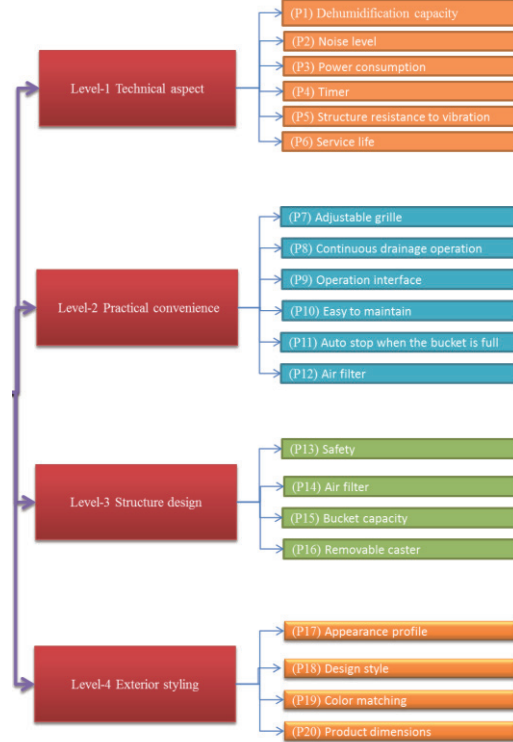 Level-1 Technical aspect
(P1) Dehumidification capacity
(P2) Noise level
(P3) Power consumption
(P4) Timer
(P5) Structure resistance to vibration
(P6) Service life
Level-2 Practical convenience
(P7) Adjustable grille
(P8) Continuous drainage operation
(P9) Operation interface
(P10) Easy to maintain
(P11) Auto stop when the bucket is full
(P12) Air filter
Level-3 Structure design
(P13) Safety
(P14) Air filter
(P15) Bucket capacity
(P16) Removable caster
Level-4 Exterior styling
(P17) Appearance profile
(P18) Design style
(P19) Color matching
(P20) Product dimensions